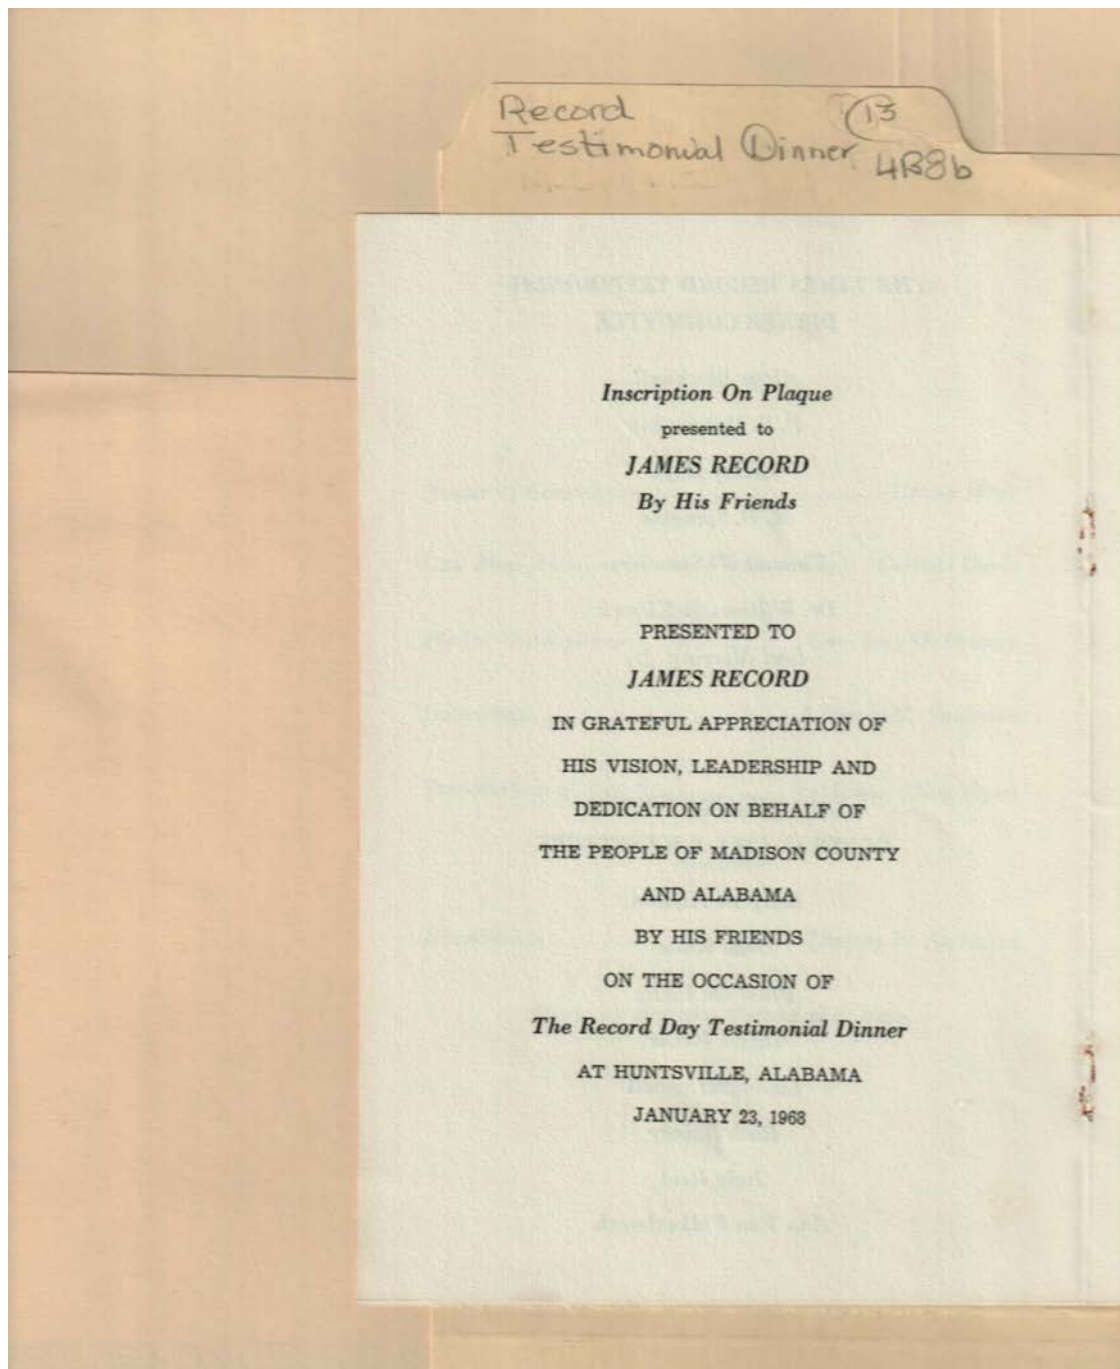 Record 13
Testimonial Dinner 4B8b
Inscription On Plaque
presented to
JAMES RECORD
By His Friends
PRESENTED TO
JAMES RECORD
IN GRATEFUL APPRECIATION OF
HIS VISION, LEADERSHIP AND
DEDICATION ON BEHALF OF
THE PEOPLE OF MADISON COUNTY
AND ALABAMA
BY HIS FRIENDS
ON THE OCCASION OF
The Record Day Testimonial Dinner
AT HUNTSVILLE, ALABAMA
JANUARY 23, 1968